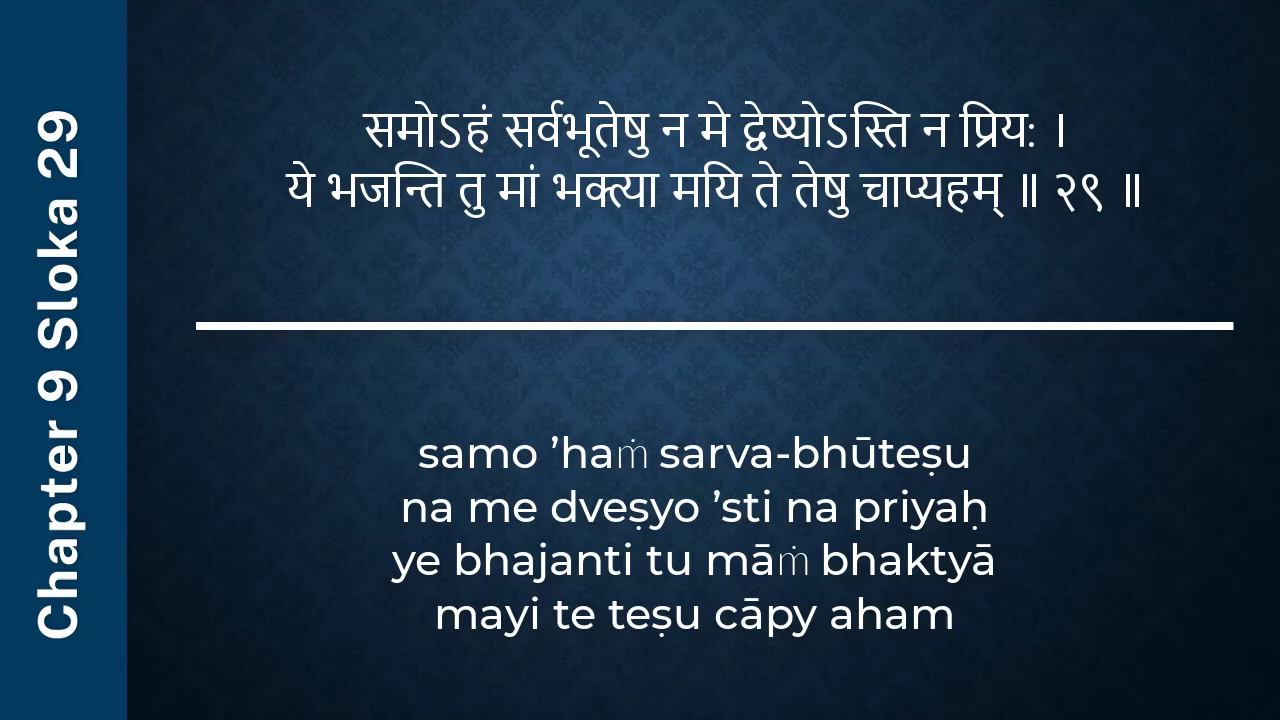 Chapter 9 Sloka 29
समोऽहं सर्वभूतेषु न मे द्वेष्योऽस्ति न प्रियः ।
ये भजन्ति तु मां भक्त्या मयि ते तेषु चाप्यहम् ॥ २९ ॥
samo ’haṁ sarva-bhūteṣu
na me dveṣyo ’sti na priyaḥ
ye bhajanti tu māṁ bhaktyā
mayi te teṣu cāpy aham